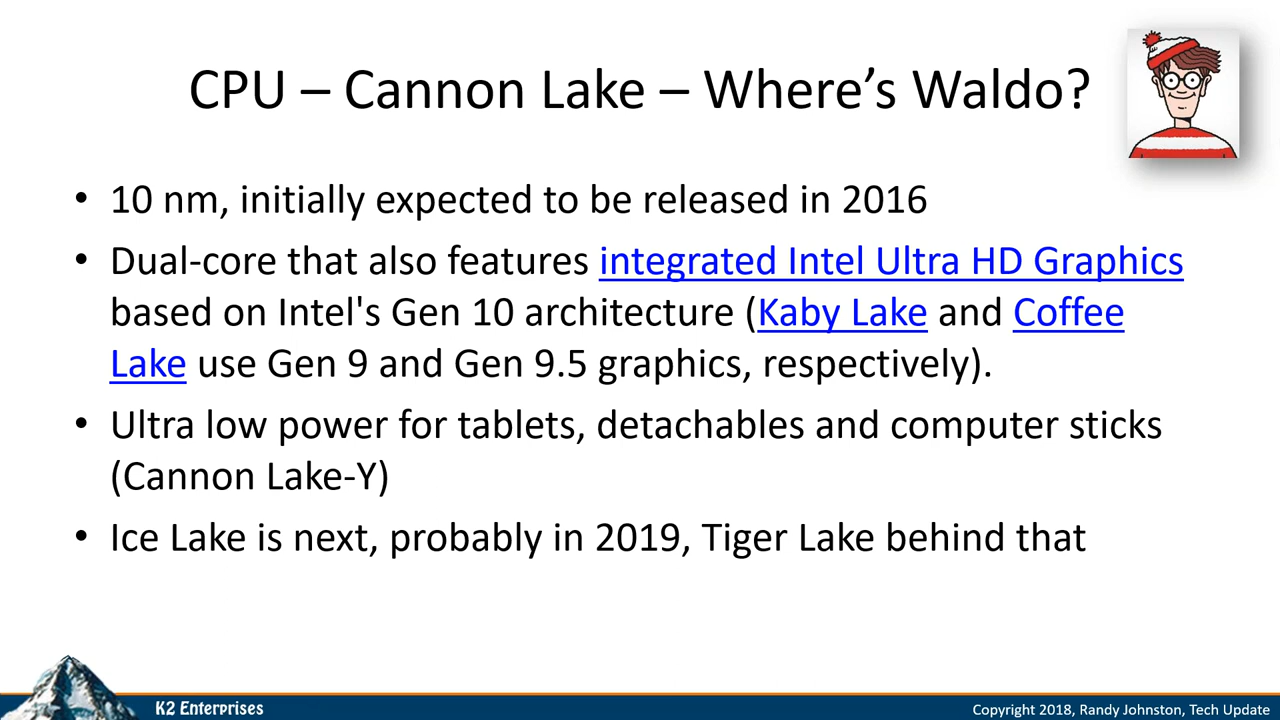 CPU – Cannon Lake – Where’s Waldo?
• 10 nm, initially expected to be released in 2016
• Dual-core that also features integrated Intel Ultra HD Graphics
based on Intel's Gen 10 architecture (Kaby Lake and Coffee
Lake use Gen 9 and Gen 9.5 graphics, respectively).
• Ultra low power for tablets, detachables and computer sticks
(Cannon Lake-Y)
• Ice Lake is next, probably in 2019, Tiger Lake behind that
K2 Enterprises
Copyright 2018, Randy Johnston, Tech Update